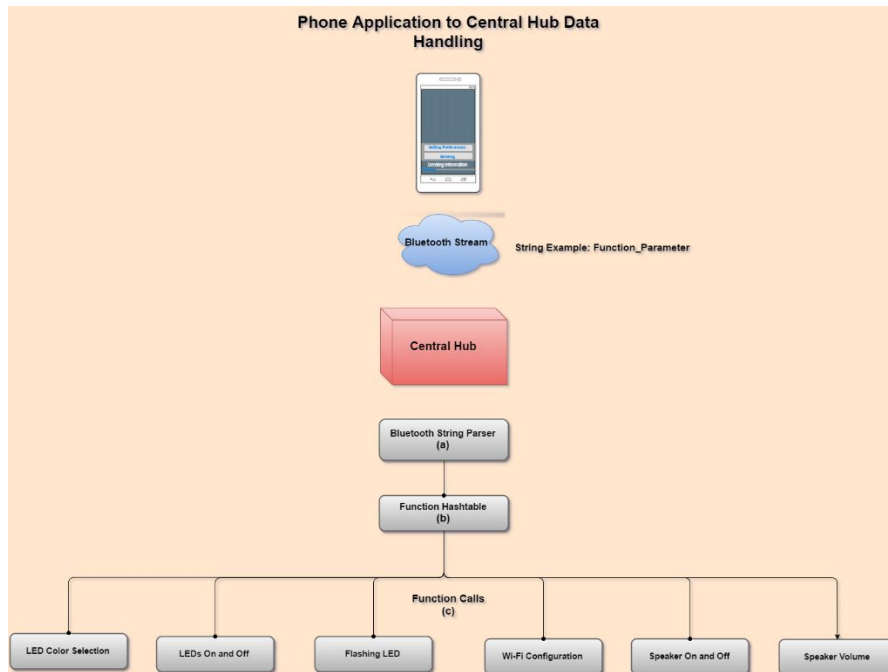 Phone Application to Central Hub Data
Handling
Setting Preferences
Sending Information
Bluetooth Stream
String Example: Function_Parameter
Central Hub
Bluetooth String Parser
(a)
Function Hashtable
(b)
Function Calls
(c)
LED Color Selection
LEDs On and Off
Flashing LED
Wi-Fi Configuration
Speaker On and Off
Speaker Volume